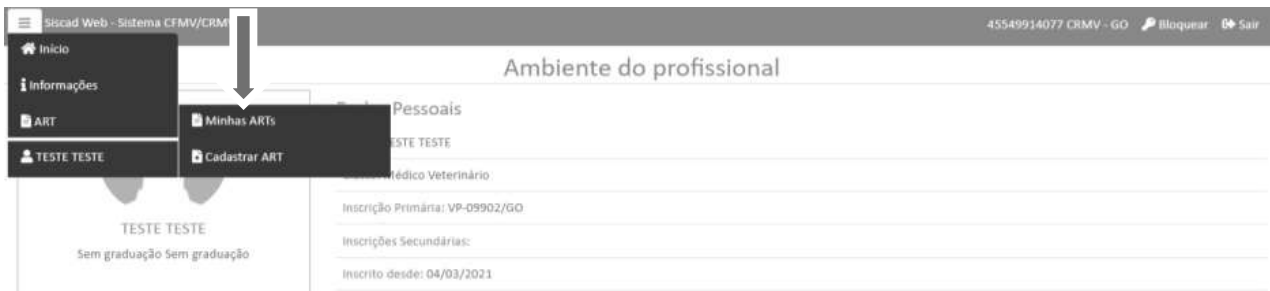 Siscad Web - Sistema CFMV/CRM
45549914077 CRMV - GO Bloquear Sair
Início
Informações
ART
TESTE TESTE
Minhas ARTs
Cadastrar ART
TESTE TESTE
Sem graduação Sem graduação
Ambiente do profissional
Pessoais
ESTE TESTE
Médico Veterinário
Inscrição Primária: VP-09902/GO
Inscrições Secundárias:
Inscrito desde: 04/03/2021